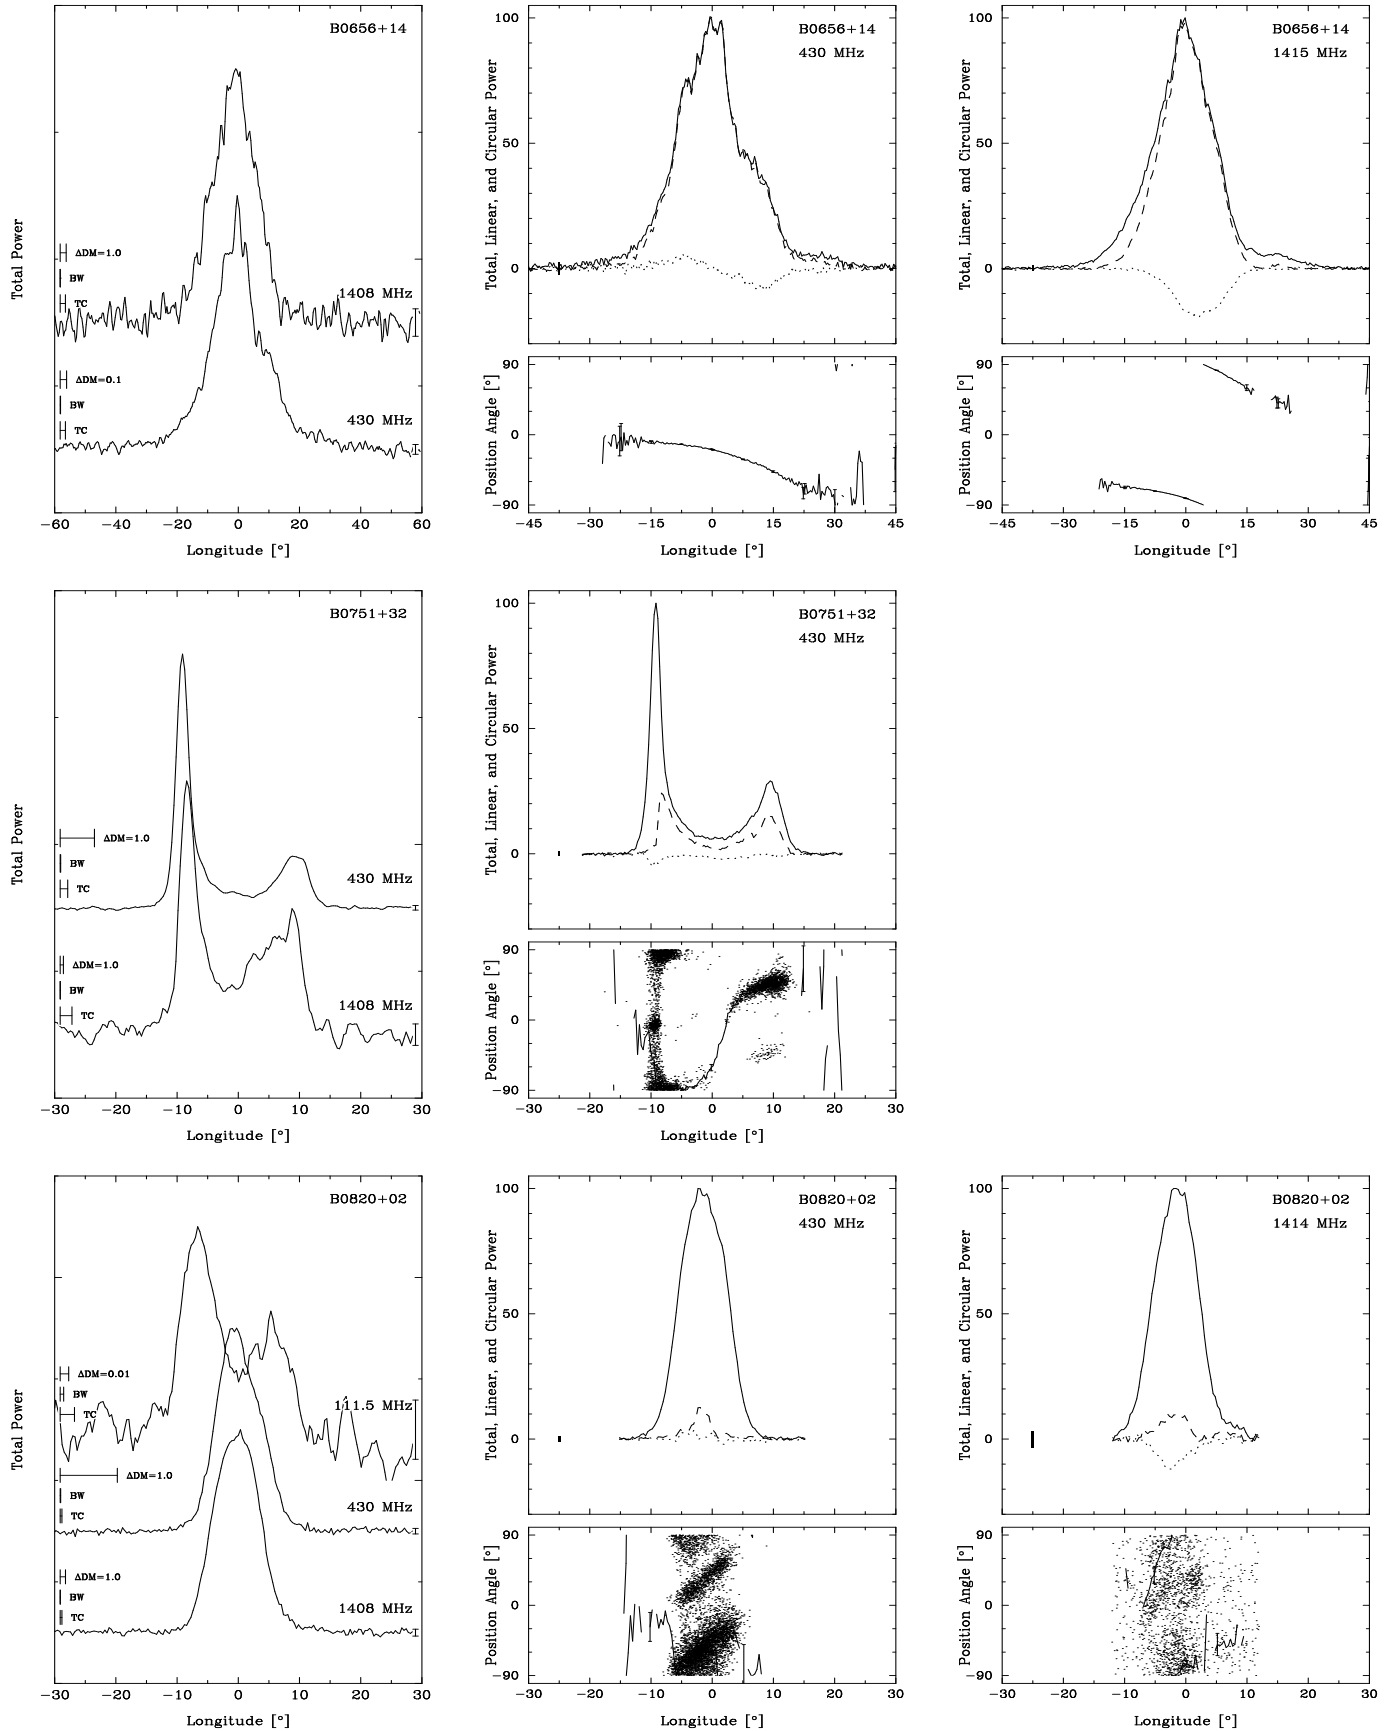 B0656+14
Total Power
ΔDM=1.0
BW
TC
1408 MHz
ΔDM=0.1
BW
TC
430 MHz
−60 −40 −20 0 20 40 60
Longitude [°]
B0656+14
430 MHz
Total, Linear, and Circular Power
100
50
0
Position Angle [°]
90
0
−90
−45 −30 −15 0 15 30 45
Longitude [°]
B0656+14
1415 MHz
Total, Linear, and Circular Power
100
50
0
Position Angle [°]
90
0
−90
−45 −30 −15 0 15 30 45
Longitude [°]
B0751+32
Total Power
ΔDM=1.0
BW
TC
430 MHz
ΔDM=1.0
BW
TC
1408 MHz
−30 −20 −10 0 10 20 30
Longitude [°]
B0751+32
430 MHz
Total, Linear, and Circular Power
100
50
0
Position Angle [°]
90
0
−90
−30 −20 −10 0 10 20 30
Longitude [°]
B0820+02
Total Power
ΔDM=0.01
BW
TC
111.5 MHz
ΔDM=1.0
BW
TC
430 MHz
ΔDM=1.0
BW
TC
1408 MHz
−30 −20 −10 0 10 20 30
Longitude [°]
B0820+02
430 MHz
Total, Linear, and Circular Power
100
50
0
Position Angle [°]
90
0
−90
−30 −20 −10 0 10 20 30
Longitude [°]
B0820+02
1414 MHz
Total, Linear, and Circular Power
100
50
0
Position Angle [°]
90
0
−90
−30 −20 −10 0 10 20 30
Longitude [°]